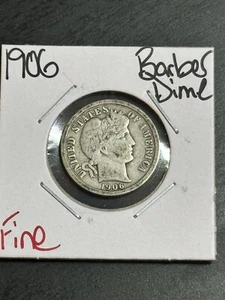 1906 Barber
Dime
UNITED STATES OF AMERICA
1906
Fine